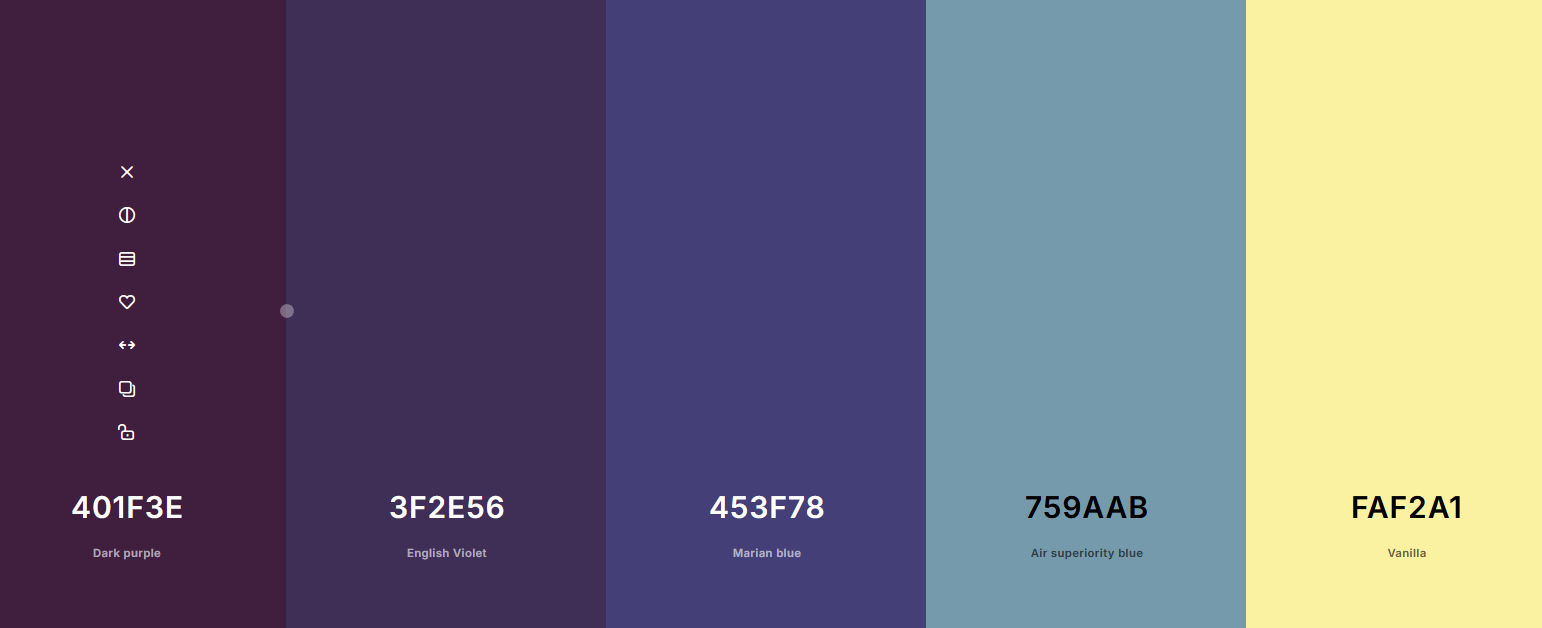 401F3E
Dark purple
3F2E56
English Violet
453F78
Marian blue
759AAB
Air superiority blue
FAF2A1
Vanilla